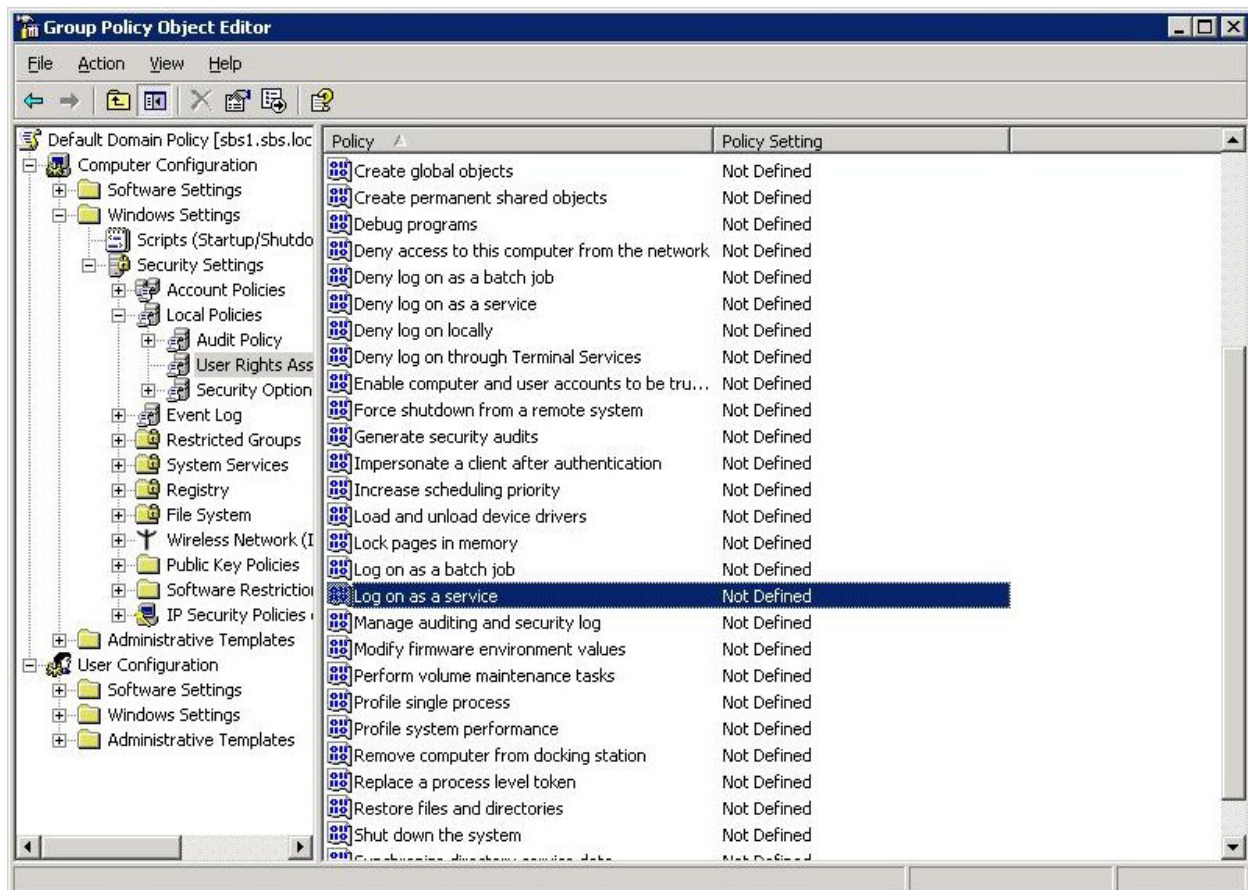 Group Policy Object Editor
File Action View Help
Default Domain Policy [sbs1.sbs.loc
Computer Configuration
Software Settings
Windows Settings
Scripts (Startup/Shutdo
Security Settings
Account Policies
Local Policies
Audit Policy
User Rights Ass
Security Option
Event Log
Restricted Groups
System Services
Registry
File System
Wireless Network (I
Public Key Policies
Software Restriction
IP Security Policies
Administrative Templates
User Configuration
Software Settings
Windows Settings
Administrative Templates
Policy Policy Setting
Create global objects Not Defined
Create permanent shared objects Not Defined
Debug programs Not Defined
Deny access to this computer from the network Not Defined
Deny log on as a batch job Not Defined
Deny log on as a service Not Defined
Deny log on locally Not Defined
Deny log on through Terminal Services Not Defined
Enable computer and user accounts to be tru... Not Defined
Force shutdown from a remote system Not Defined
Generate security audits Not Defined
Impersonate a client after authentication Not Defined
Increase scheduling priority Not Defined
Load and unload device drivers Not Defined
Lock pages in memory Not Defined
Log on as a batch job Not Defined
Log on as a service Not Defined
Manage auditing and security log Not Defined
Modify firmware environment values Not Defined
Perform volume maintenance tasks Not Defined
Profile single process Not Defined
Profile system performance Not Defined
Remove computer from docking station Not Defined
Replace a process level token Not Defined
Restore files and directories Not Defined
Shut down the system Not Defined
Synchronize directory service data Not Defined